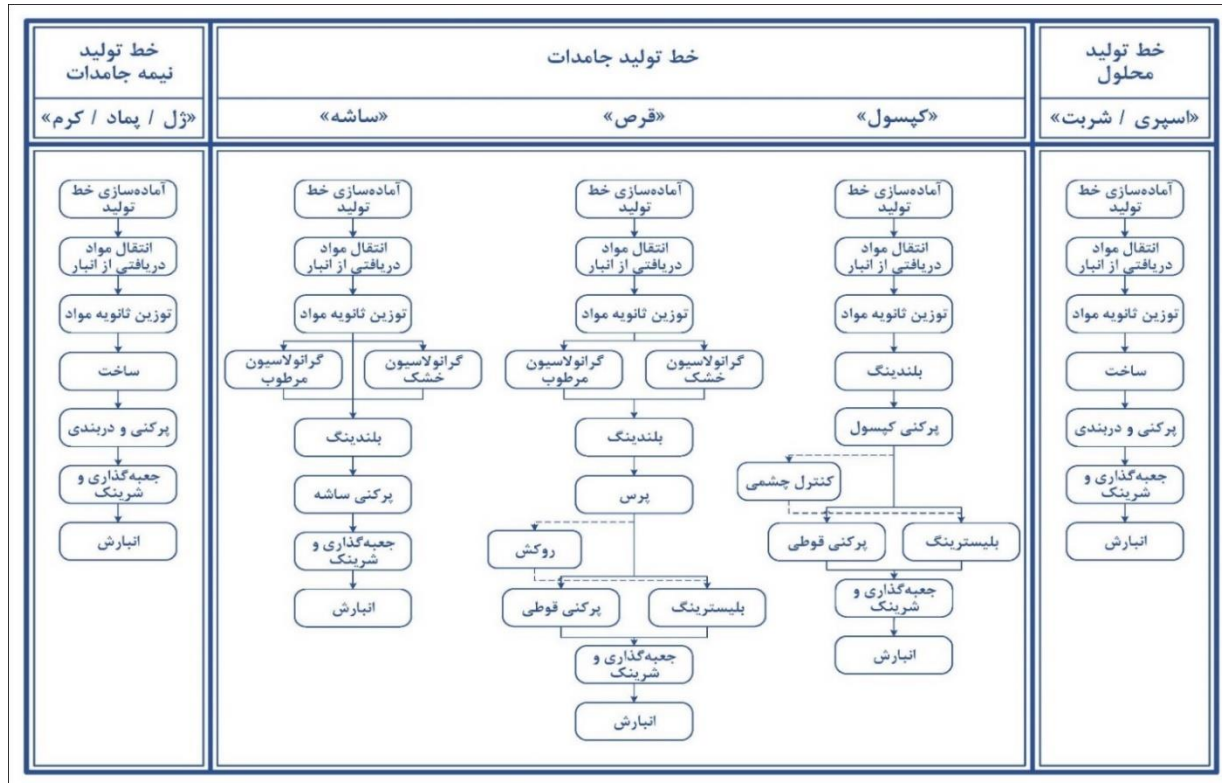 خط تولید
محلول
«اسپری / شربت»
آماده‌سازی خط
تولید
انتقال مواد
دریافتی از انبار
توزین ثانویه مواد
ساخت
پرکنی و دربندی
جعبه‌گذاری و
شرینک
انبارش
خط تولید جامدات
«کپسول»
آماده‌سازی خط
تولید
انتقال مواد
دریافتی از انبار
توزین ثانویه مواد
بلندینگ
پرکنی کپسول
کنترل چشمی
بلیسترینگ
پرکنی قوطی
جعبه‌گذاری و
شرینک
انبارش
«قرص»
آماده‌سازی خط
تولید
انتقال مواد
دریافتی از انبار
توزین ثانویه مواد
گرانولاسیون
خشک
گرانولاسیون
مرطوب
بلندینگ
پرس
روکش
بلیسترینگ
پرکنی قوطی
جعبه‌گذاری و
شرینک
انبارش
«ساشه»
آماده‌سازی خط
تولید
انتقال مواد
دریافتی از انبار
توزین ثانویه مواد
گرانولاسیون
خشک
گرانولاسیون
مرطوب
بلندینگ
پرکنی ساشه
جعبه‌گذاری و
شرینک
انبارش
خط تولید
نیمه جامدات
«ژل / پماد / کرم»
آماده‌سازی خط
تولید
انتقال مواد
دریافتی از انبار
توزین ثانویه مواد
ساخت
پرکنی و دربندی
جعبه‌گذاری و
شرینک
انبارش